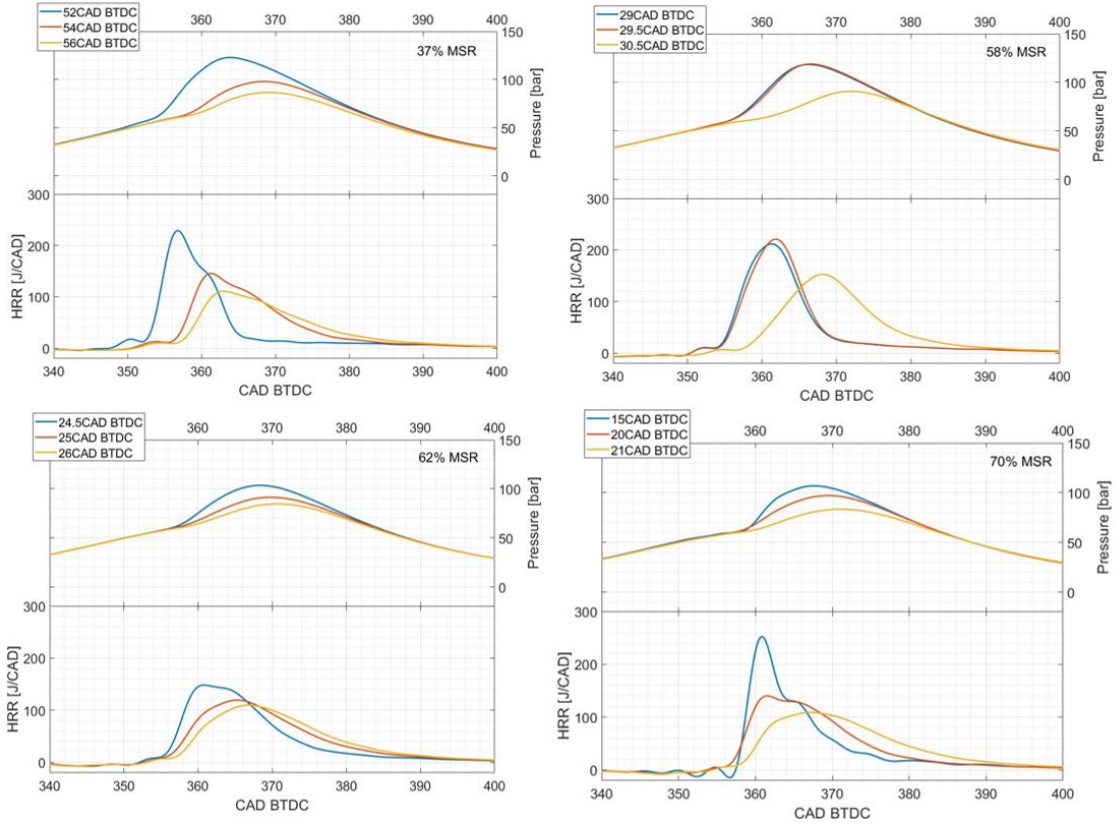 52CAD BTDC
54CAD BTDC
56CAD BTDC
360 370 380 390 400
37% MSR
150
100
50
0
Pressure [bar]
300
200
100
0
HRR [J/CAD]
340 350 360 370 380 390 400
CAD BTDC
29CAD BTDC
29.5CAD BTDC
30.5CAD BTDC
360 370 380 390 400
58% MSR
150
100
50
0
Pressure [bar]
300
200
100
0
HRR [J/CAD]
340 350 360 370 380 390 400
CAD BTDC
24.5CAD BTDC
25CAD BTDC
26CAD BTDC
360 370 380 390 400
62% MSR
150
100
50
0
Pressure [bar]
300
200
100
0
HRR [J/CAD]
340 350 360 370 380 390 400
CAD BTDC
15CAD BTDC
20CAD BTDC
21CAD BTDC
360 370 380 390 400
70% MSR
150
100
50
0
Pressure [bar]
300
200
100
0
HRR [J/CAD]
340 350 360 370 380 390 400
CAD BTDC